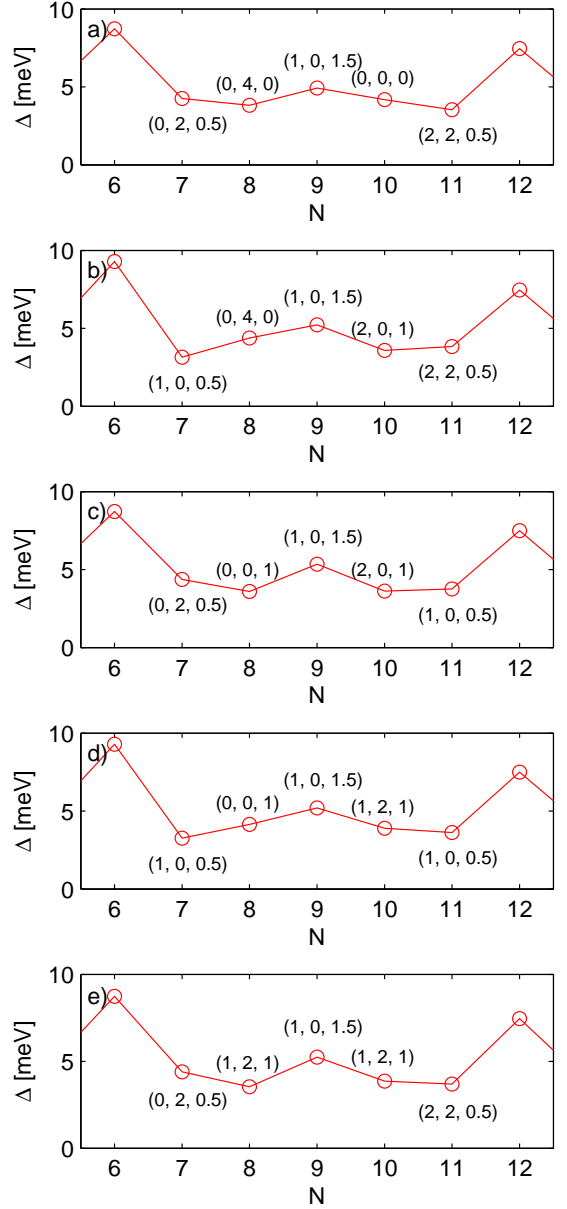 10
a)
(1, 0, 1.5)
(0, 4, 0)
(0, 0, 0)
5
Δ [meV]
(0, 2, 0.5)
(2, 2, 0.5)
0
6 7 8 9 10 11 12
N
10
b)
(1, 0, 1.5)
(0, 4, 0)
(2, 0, 1)
5
Δ [meV]
(1, 0, 0.5)
(2, 2, 0.5)
0
6 7 8 9 10 11 12
N
10
c)
(1, 0, 1.5)
(0, 0, 1)
(2, 0, 1)
5
Δ [meV]
(0, 2, 0.5)
(1, 0, 0.5)
0
6 7 8 9 10 11 12
N
10
d)
(1, 0, 1.5)
(0, 0, 1)
(1, 2, 1)
5
Δ [meV]
(1, 0, 0.5)
(1, 0, 0.5)
0
6 7 8 9 10 11 12
N
10
e)
(1, 0, 1.5)
(1, 2, 1)
(1, 2, 1)
5
Δ [meV]
(0, 2, 0.5)
(2, 2, 0.5)
0
6 7 8 9 10 11 12
N